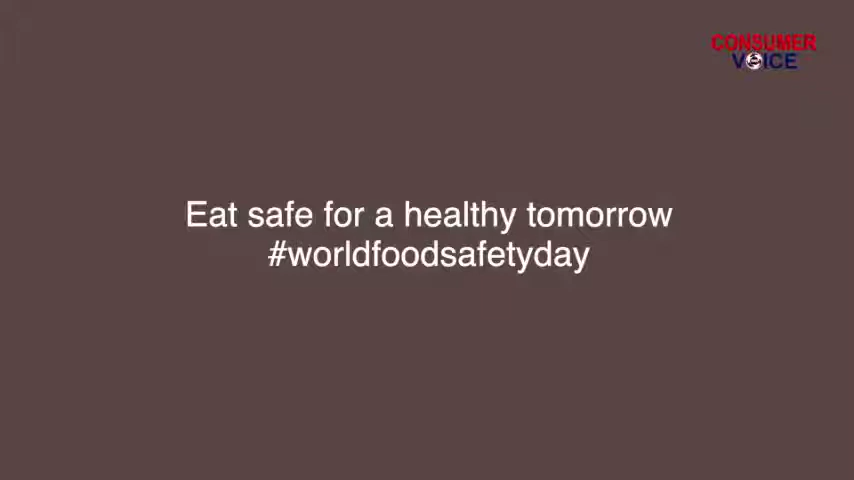 CONSUMER
VOICE
Eat safe for a healthy tomorrow
#worldfoodsafetyday